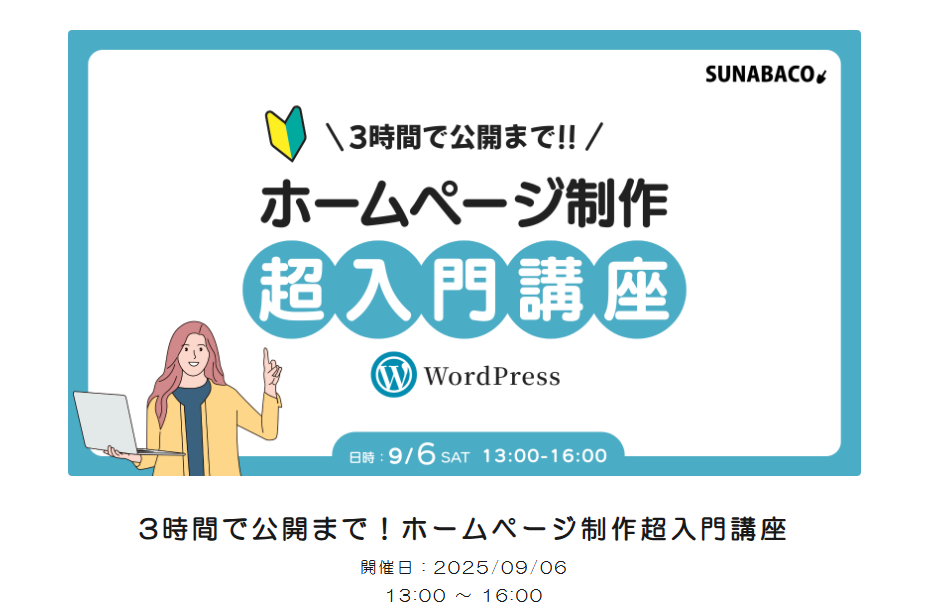 SUNABACO
\ 3時間で公開まで!! /
ホームページ制作
超入門講座
WordPress
日時：9/6 SAT 13:00-16:00
3時間で公開まで！ホームページ制作超入門講座
開催日：2025/09/06
13:00 ～ 16:00